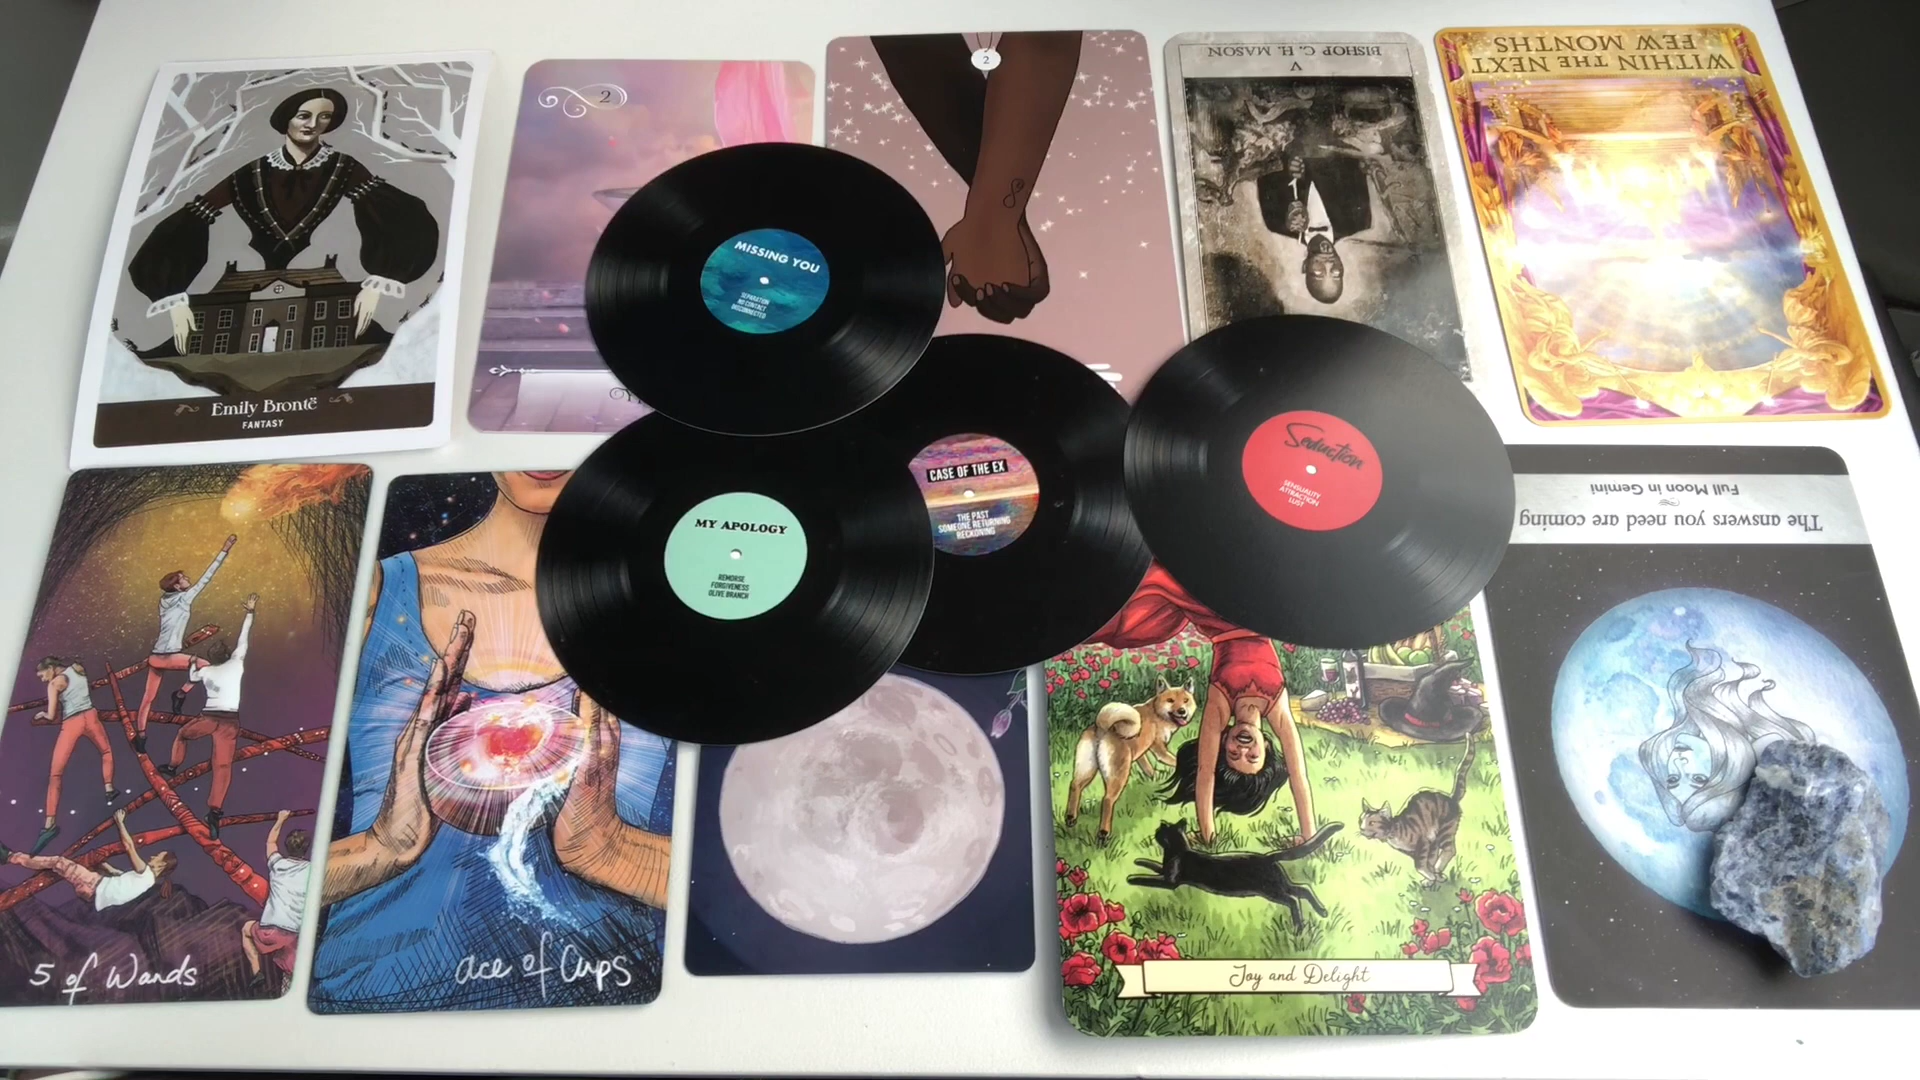 Emily Brontë
FANTASY
2
2
V
BISHOP C. H. MASON
WITHIN THE NEXT
FEW MONTHS
MISSING YOU
SEPARATION
NO CONTACT
DISCONNECTED
MY APOLOGY
REMORSE
FORGIVENESS
OLIVE BRANCH
CASE OF THE EX
THE PAST
SOMEONE RETURNING
RECKONING
Seduction
SENSUALITY
ATTRACTION
LUST
5 of Wands
ace of Cups
Joy and Delight
Full Moon in Gemini
The answers you need are coming